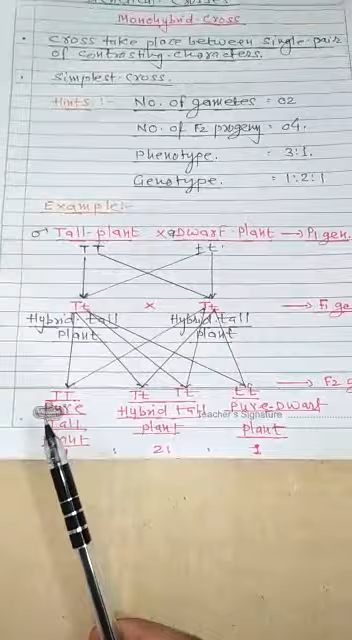 Monohybrid Cross
• Cross take place between single pair
of contrasting characters.
• Simplest cross.
Hints :- No. of gametes = 02
No. of F2 progeny = 04.
Phenotype. = 3:1.
Genotype. = 1:2:1
Example:-
♂ Tall-plant x ♀ Dwarf-Plant → P1 gen.
TT tt
Tt x Tt → F1 ge
Hybrid tall Hybrid tall
plant plant
TT Tt Tt tt → F2 g
Pure Hybrid tall Pure-Dwarf
Teacher's Signature
Tall plant plant
plant : 2: 1